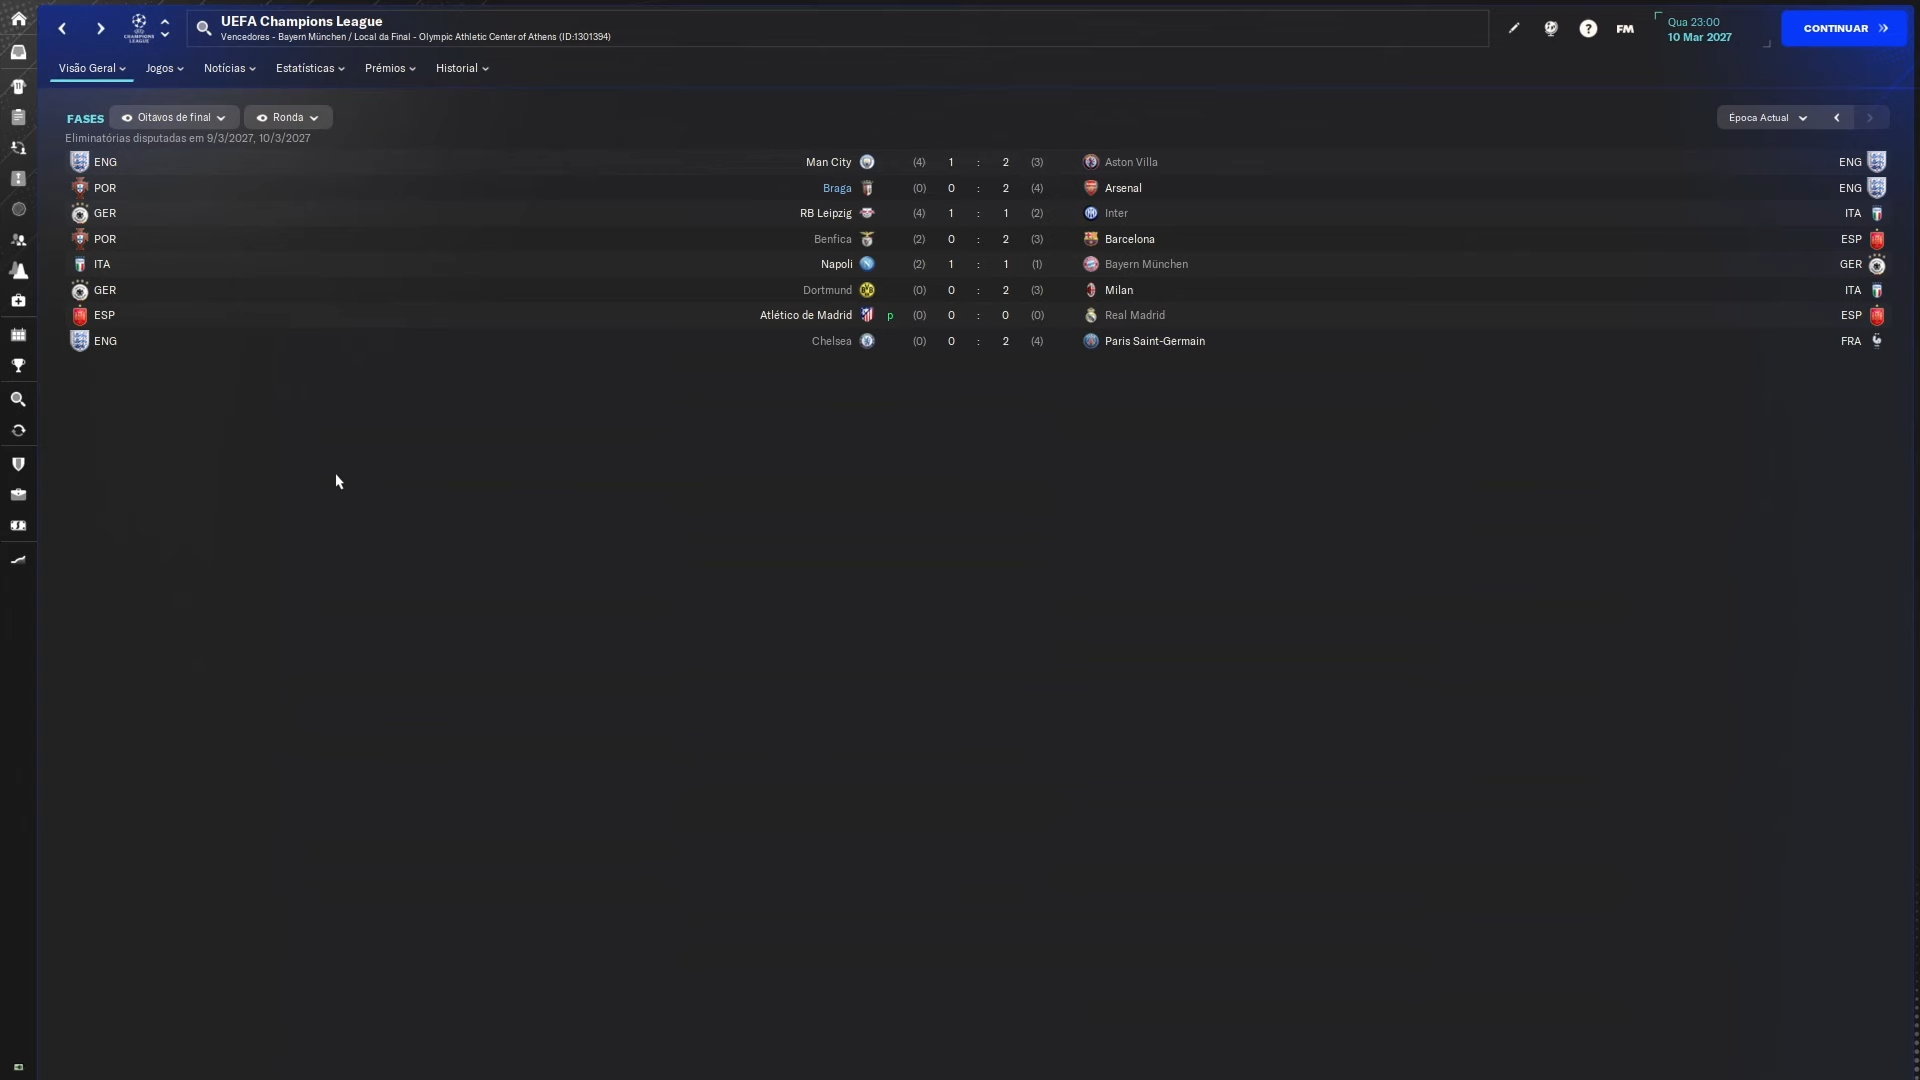 UEFA Champions League
Vencedores - Bayern München / Local da Final - Olympic Athletic Center of Athens (ID:1301394)
CHAMPIONS LEAGUE
FM
Qua 23:00
10 Mar 2027
CONTINUAR
Visão Geral Jogos Notícias Estatísticas Prémios Historial
FASES Oitavos de final Ronda Época Actual
Eliminatórias disputadas em 9/3/2027, 10/3/2027
ENG Man City (4) 1 : 2 (3) Aston Villa ENG
POR Braga (0) 0 : 2 (4) Arsenal ENG
GER RB Leipzig (4) 1 : 1 (2) Inter ITA
POR Benfica (2) 0 : 2 (3) Barcelona ESP
ITA Napoli (2) 1 : 1 (1) Bayern München GER
GER Dortmund (0) 0 : 2 (3) Milan ITA
ESP Atlético de Madrid p (0) 0 : 0 (0) Real Madrid ESP
ENG Chelsea (0) 0 : 2 (4) Paris Saint-Germain FRA